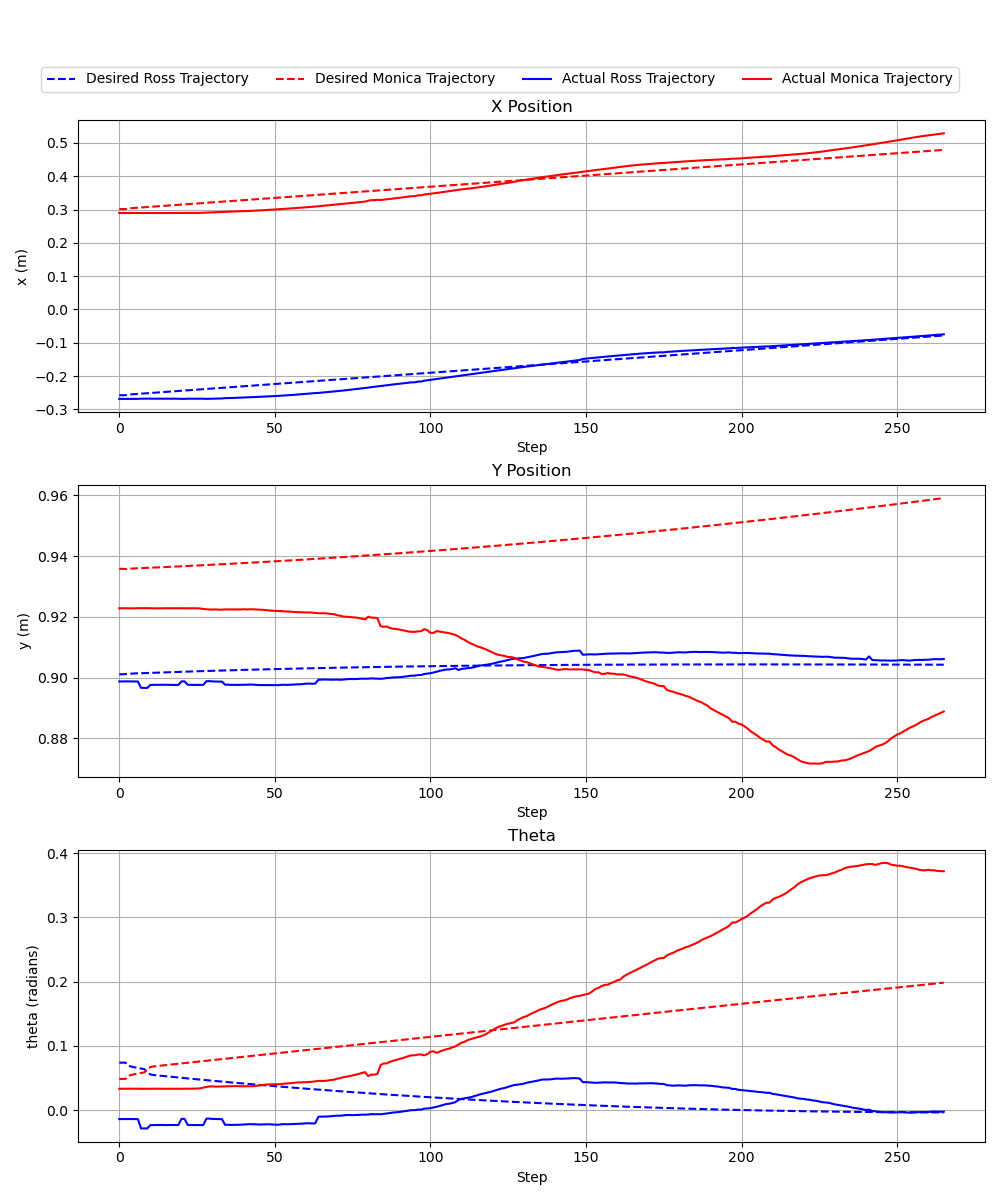 Desired Ross Trajectory Desired Monica Trajectory Actual Ross Trajectory Actual Monica Trajectory
X Position
0.5
0.4
0.3
0.2
0.1
0.0
−0.1
−0.2
−0.3
x (m)
0 50 100 150 200 250
Step
Y Position
0.96
0.94
0.92
0.90
0.88
y (m)
0 50 100 150 200 250
Step
Theta
0.4
0.3
0.2
0.1
0.0
theta (radians)
0 50 100 150 200 250
Step